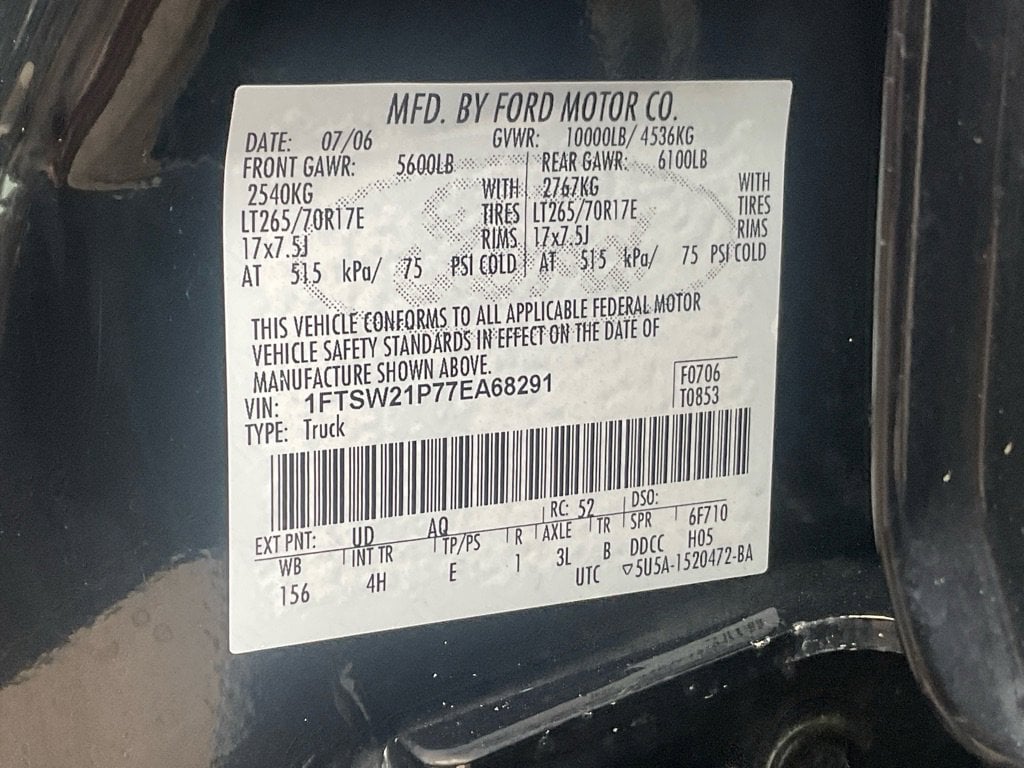 MFD. BY FORD MOTOR CO.
DATE: 07/06 GVWR: 10000LB/ 4536KG
FRONT GAWR: 5600LB REAR GAWR: 6100LB
2540KG WITH 2767KG WITH
LT265/70R17E TIRES LT265/70R17E TIRES
17x7.5J RIMS 17x7.5J RIMS
AT 515 kPa/ 75 PSI COLD AT 515 kPa/ 75 PSI COLD
THIS VEHICLE CONFORMS TO ALL APPLICABLE FEDERAL MOTOR
VEHICLE SAFETY STANDARDS IN EFFECT ON THE DATE OF
MANUFACTURE SHOWN ABOVE.
VIN: 1FTSW21P77EA68291 F0706
TYPE: Truck T0853
EXT PNT: UD AQ RC: 52 DSO:
WB INT TR TP/PS R AXLE TR SPR 6F710
156 4H E 1 3L B DDCC H05
UTC ▽5U5A-1520472-BA